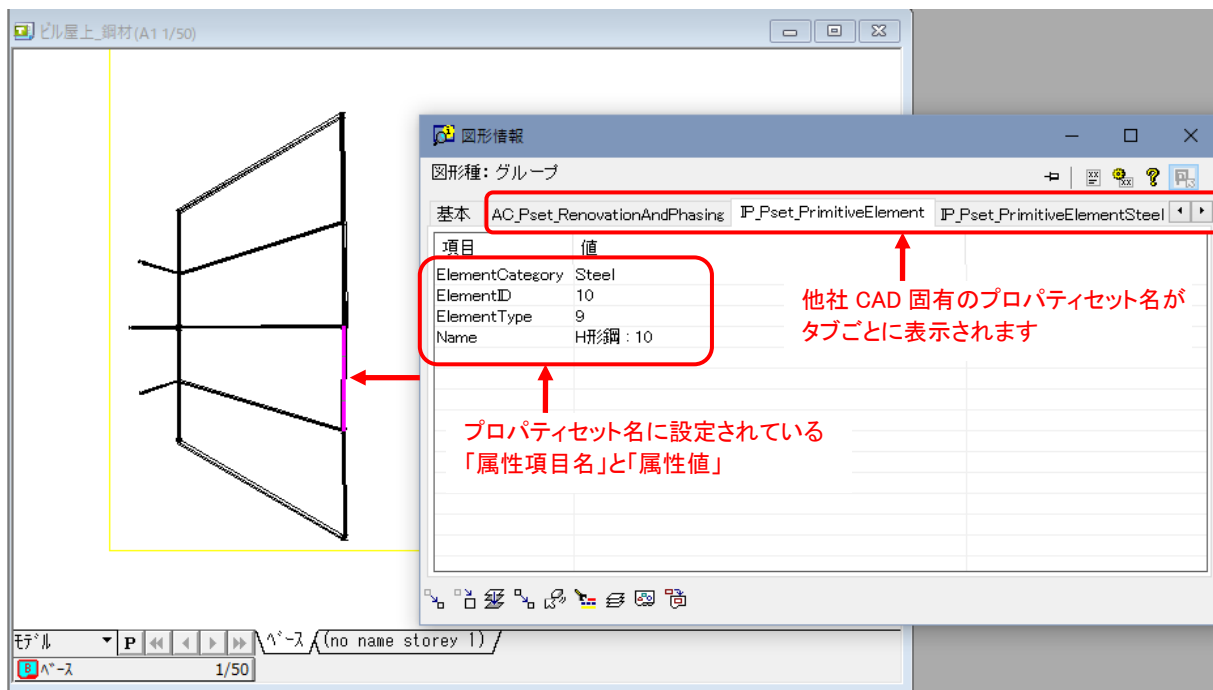 ビル屋上_鋼材(A1 1/50)
図形情報
図形種：グループ
基本 AC_Pset_RenovationAndPhasing IP_Pset_PrimitiveElement IP_Pset_PrimitiveElementSteel
項目 値
ElementCategory Steel
ElementID 10
ElementType 9
Name H形鋼：10
他社 CAD 固有のプロパティセット名が
タブごとに表示されます
プロパティセット名に設定されている
「属性項目名」と「属性値」
ﾓﾃﾞﾙ P ﾍﾞｰｽ (no name storey 1)
B ﾍﾞｰｽ 1/50